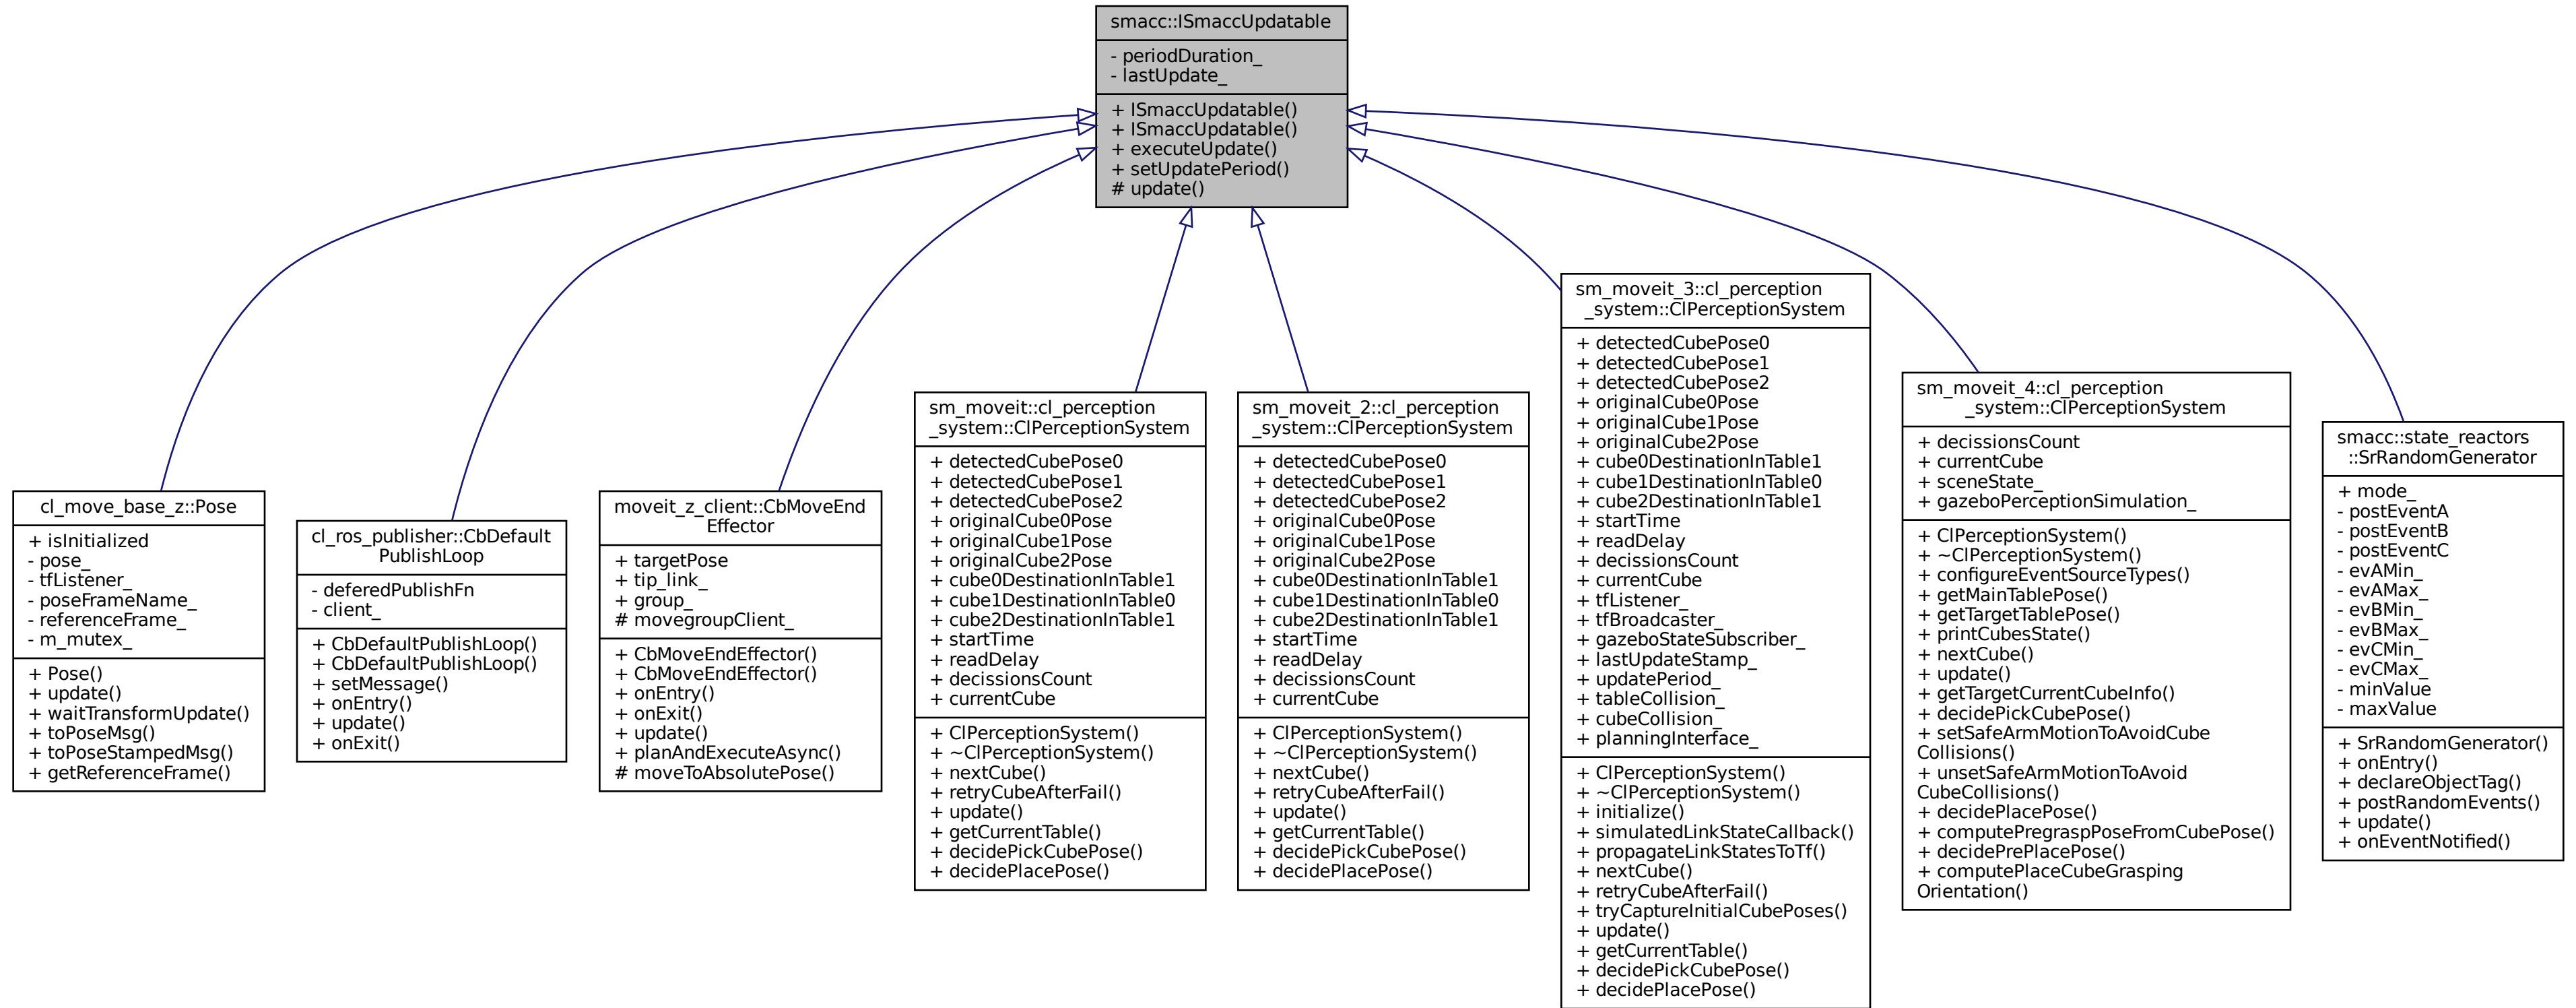 smacc::ISmaccUpdatable
- periodDuration_
- lastUpdate_
+ ISmaccUpdatable()
+ ISmaccUpdatable()
+ executeUpdate()
+ setUpdatePeriod()
# update()
cl_move_base_z::Pose
+ isInitialized
- pose_
- tfListener_
- poseFrameName_
- referenceFrame_
- m_mutex_
+ Pose()
+ update()
+ waitTransformUpdate()
+ toPoseMsg()
+ toPoseStampedMsg()
+ getReferenceFrame()
cl_ros_publisher::CbDefault
PublishLoop
- deferedPublishFn
- client_
+ CbDefaultPublishLoop()
+ CbDefaultPublishLoop()
+ setMessage()
+ onEntry()
+ update()
+ onExit()
moveit_z_client::CbMoveEnd
Effector
+ targetPose
+ tip_link_
+ group_
# movegroupClient_
+ CbMoveEndEffector()
+ CbMoveEndEffector()
+ onEntry()
+ onExit()
+ update()
+ planAndExecuteAsync()
# moveToAbsolutePose()
sm_moveit::cl_perception
_system::ClPerceptionSystem
+ detectedCubePose0
+ detectedCubePose1
+ detectedCubePose2
+ originalCube0Pose
+ originalCube1Pose
+ originalCube2Pose
+ cube0DestinationInTable1
+ cube1DestinationInTable0
+ cube2DestinationInTable1
+ startTime
+ readDelay
+ decissionsCount
+ currentCube
+ ClPerceptionSystem()
+ ~ClPerceptionSystem()
+ nextCube()
+ retryCubeAfterFail()
+ update()
+ getCurrentTable()
+ decidePickCubePose()
+ decidePlacePose()
sm_moveit_2::cl_perception
_system::ClPerceptionSystem
+ detectedCubePose0
+ detectedCubePose1
+ detectedCubePose2
+ originalCube0Pose
+ originalCube1Pose
+ originalCube2Pose
+ cube0DestinationInTable1
+ cube1DestinationInTable0
+ cube2DestinationInTable1
+ startTime
+ readDelay
+ decissionsCount
+ currentCube
+ ClPerceptionSystem()
+ ~ClPerceptionSystem()
+ nextCube()
+ retryCubeAfterFail()
+ update()
+ getCurrentTable()
+ decidePickCubePose()
+ decidePlacePose()
sm_moveit_3::cl_perception
_system::ClPerceptionSystem
+ detectedCubePose0
+ detectedCubePose1
+ detectedCubePose2
+ originalCube0Pose
+ originalCube1Pose
+ originalCube2Pose
+ cube0DestinationInTable1
+ cube1DestinationInTable0
+ cube2DestinationInTable1
+ startTime
+ readDelay
+ decissionsCount
+ currentCube
+ tfListener_
+ tfBroadcaster_
+ gazeboStateSubscriber_
+ lastUpdateStamp_
+ updatePeriod_
+ tableCollision_
+ cubeCollision_
+ planningInterface_
+ ClPerceptionSystem()
+ ~ClPerceptionSystem()
+ initialize()
+ simulatedLinkStateCallback()
+ propagateLinkStatesToTf()
+ nextCube()
+ retryCubeAfterFail()
+ tryCaptureInitialCubePoses()
+ update()
+ getCurrentTable()
+ decidePickCubePose()
+ decidePlacePose()
sm_moveit_4::cl_perception
_system::ClPerceptionSystem
+ decissionsCount
+ currentCube
+ sceneState_
+ gazeboPerceptionSimulation_
+ ClPerceptionSystem()
+ ~ClPerceptionSystem()
+ configureEventSourceTypes()
+ getMainTablePose()
+ getTargetTablePose()
+ printCubesState()
+ nextCube()
+ update()
+ getTargetCurrentCubeInfo()
+ decidePickCubePose()
+ setSafeArmMotionToAvoidCube
Collisions()
+ unsetSafeArmMotionToAvoid
CubeCollisions()
+ decidePlacePose()
+ computePregraspPoseFromCubePose()
+ decidePrePlacePose()
+ computePlaceCubeGrasping
Orientation()
smacc::state_reactors
::SrRandomGenerator
+ mode_
- postEventA
- postEventB
- postEventC
- evAMin_
- evAMax_
- evBMin_
- evBMax_
- evCMin_
- evCMax_
- minValue
- maxValue
+ SrRandomGenerator()
+ onEntry()
+ declareObjectTag()
+ postRandomEvents()
+ update()
+ onEventNotified()